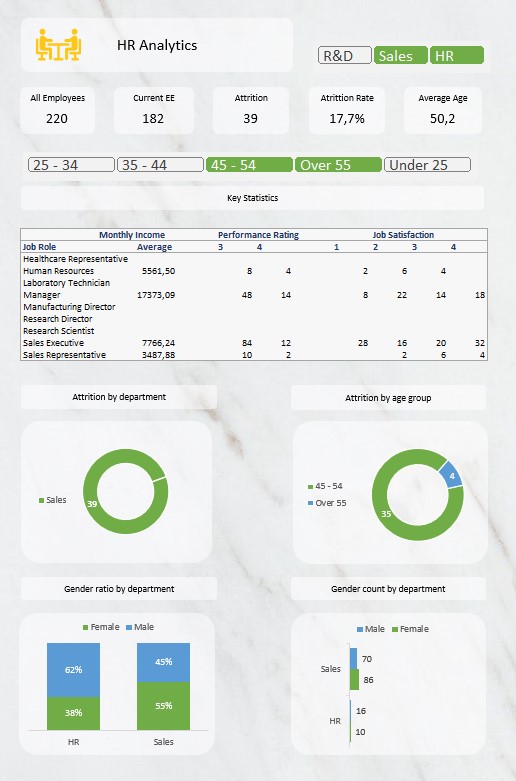 HR Analytics
R&D Sales HR
All Employees Current EE Attrition Atrittion Rate Average Age
220 182 39 17,7% 50,2
25 - 34 35 - 44 45 - 54 Over 55 Under 25
Key Statistics
Monthly Income Performance Rating Job Satisfaction
Job Role Average 3 4 1 2 3 4
Healthcare Representative
Human Resources 5561,50 8 4 2 6 4
Laboratory Technician
Manager 17373,09 48 14 8 22 14 18
Manufacturing Director
Research Director
Research Scientist
Sales Executive 7766,24 84 12 28 16 20 32
Sales Representative 3487,88 10 2 2 6 4
Attrition by department
Attrition by age group
Sales
39
45 - 54
Over 55
4
35
Gender ratio by department
Gender count by department
Female Male
62% 45%
38% 55%
HR Sales
Male Female
Sales
70
86
HR
16
10